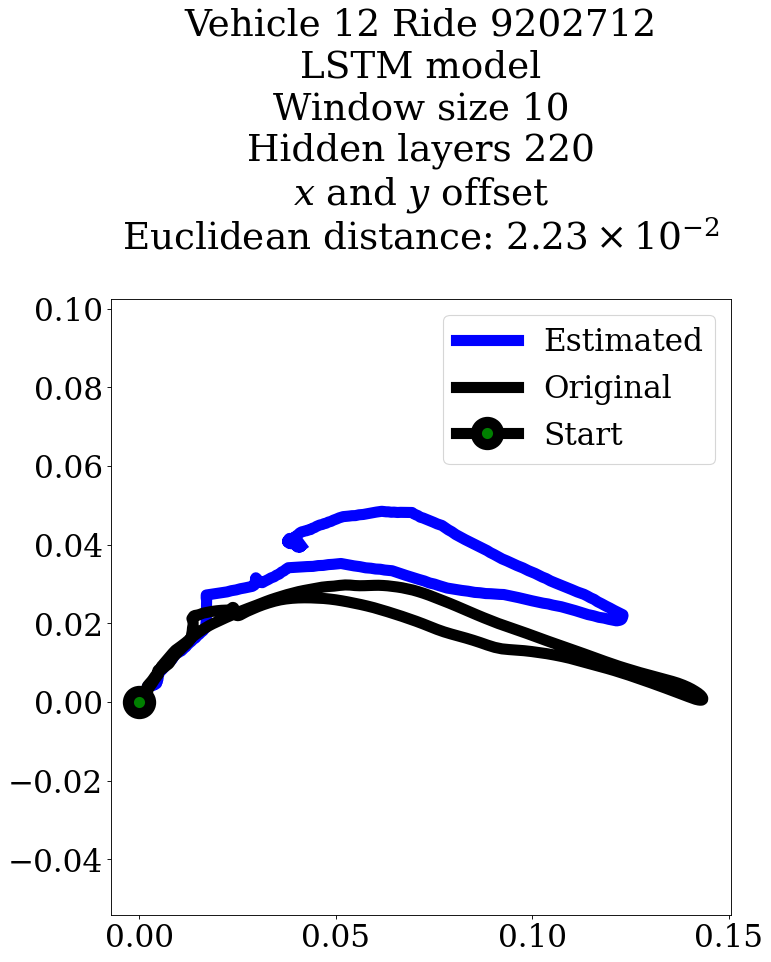 Vehicle 12 Ride 9202712
LSTM model
Window size 10
Hidden layers 220
x and y offset
Euclidean distance: 2.23 × 10⁻²
Estimated
Original
Start
0.10
0.08
0.06
0.04
0.02
0.00
−0.02
−0.04
0.00 0.05 0.10 0.15